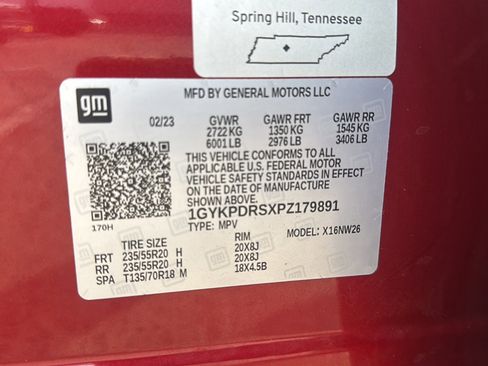 Spring Hill, Tennessee
gm
MFD BY GENERAL MOTORS LLC
02/23 GVWR GAWR FRT GAWR RR
2722 KG 1350 KG 1545 KG
6001 LB 2976 LB 3406 LB
THIS VEHICLE CONFORMS TO ALL
APPLICABLE U.S. FEDERAL MOTOR
VEHICLE SAFETY STANDARDS IN EFFECT
ON THE DATE OF MANUFACTURE
SHOWN ABOVE.
1GYKPDRSXPZ179891
170H
TYPE: MPV MODEL: X16NW26
TIRE SIZE RIM
FRT 235/55R20 H 20X8J
RR 235/55R20 H 20X8J
SPA T135/70R18 M 18X4.5B